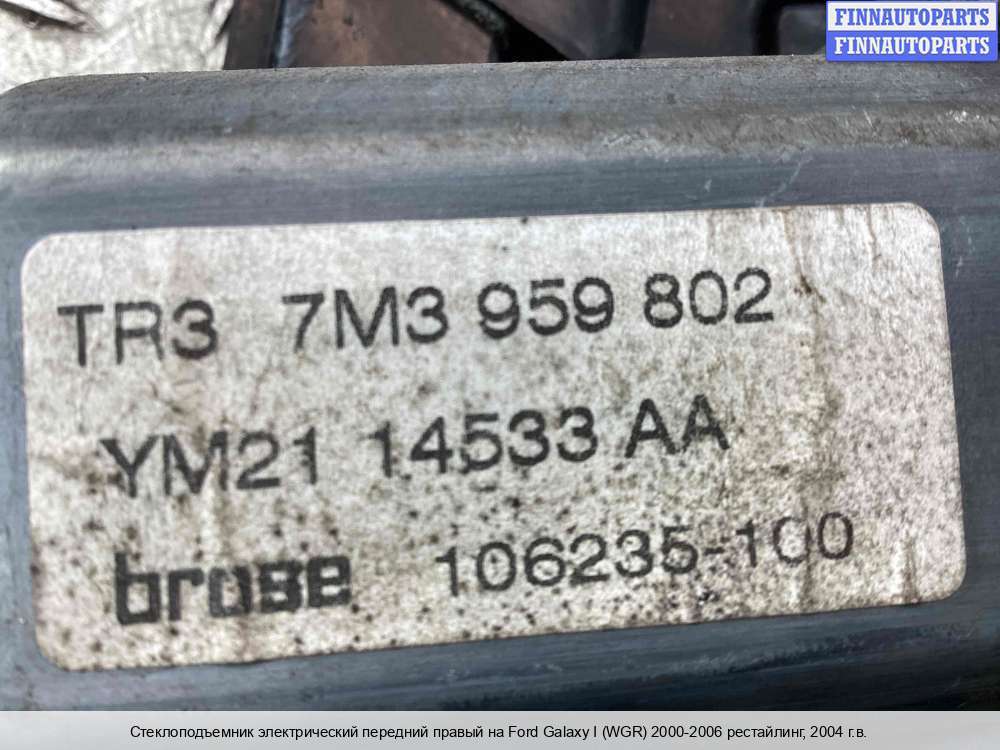 FINNAUTOPARTS
FINNAUTOPARTS
TR3 7M3 959 802
YM21 14533 AA
brose 106235-100
Стеклоподъемник электрический передний правый на Ford Galaxy I (WGR) 2000-2006 рестайлинг, 2004 г.в.